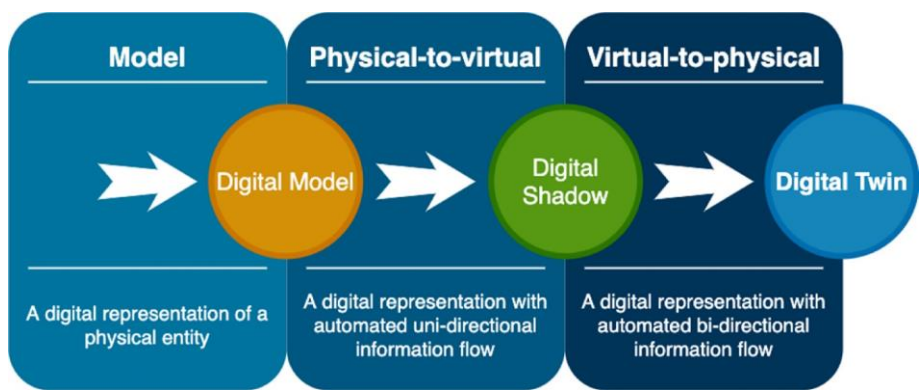 Model
Physical-to-virtual
Virtual-to-physical
Digital Model
Digital
Shadow
Digital Twin
A digital representation of a
physical entity
A digital representation with
automated uni-directional
information flow
A digital representation with
automated bi-directional
information flow